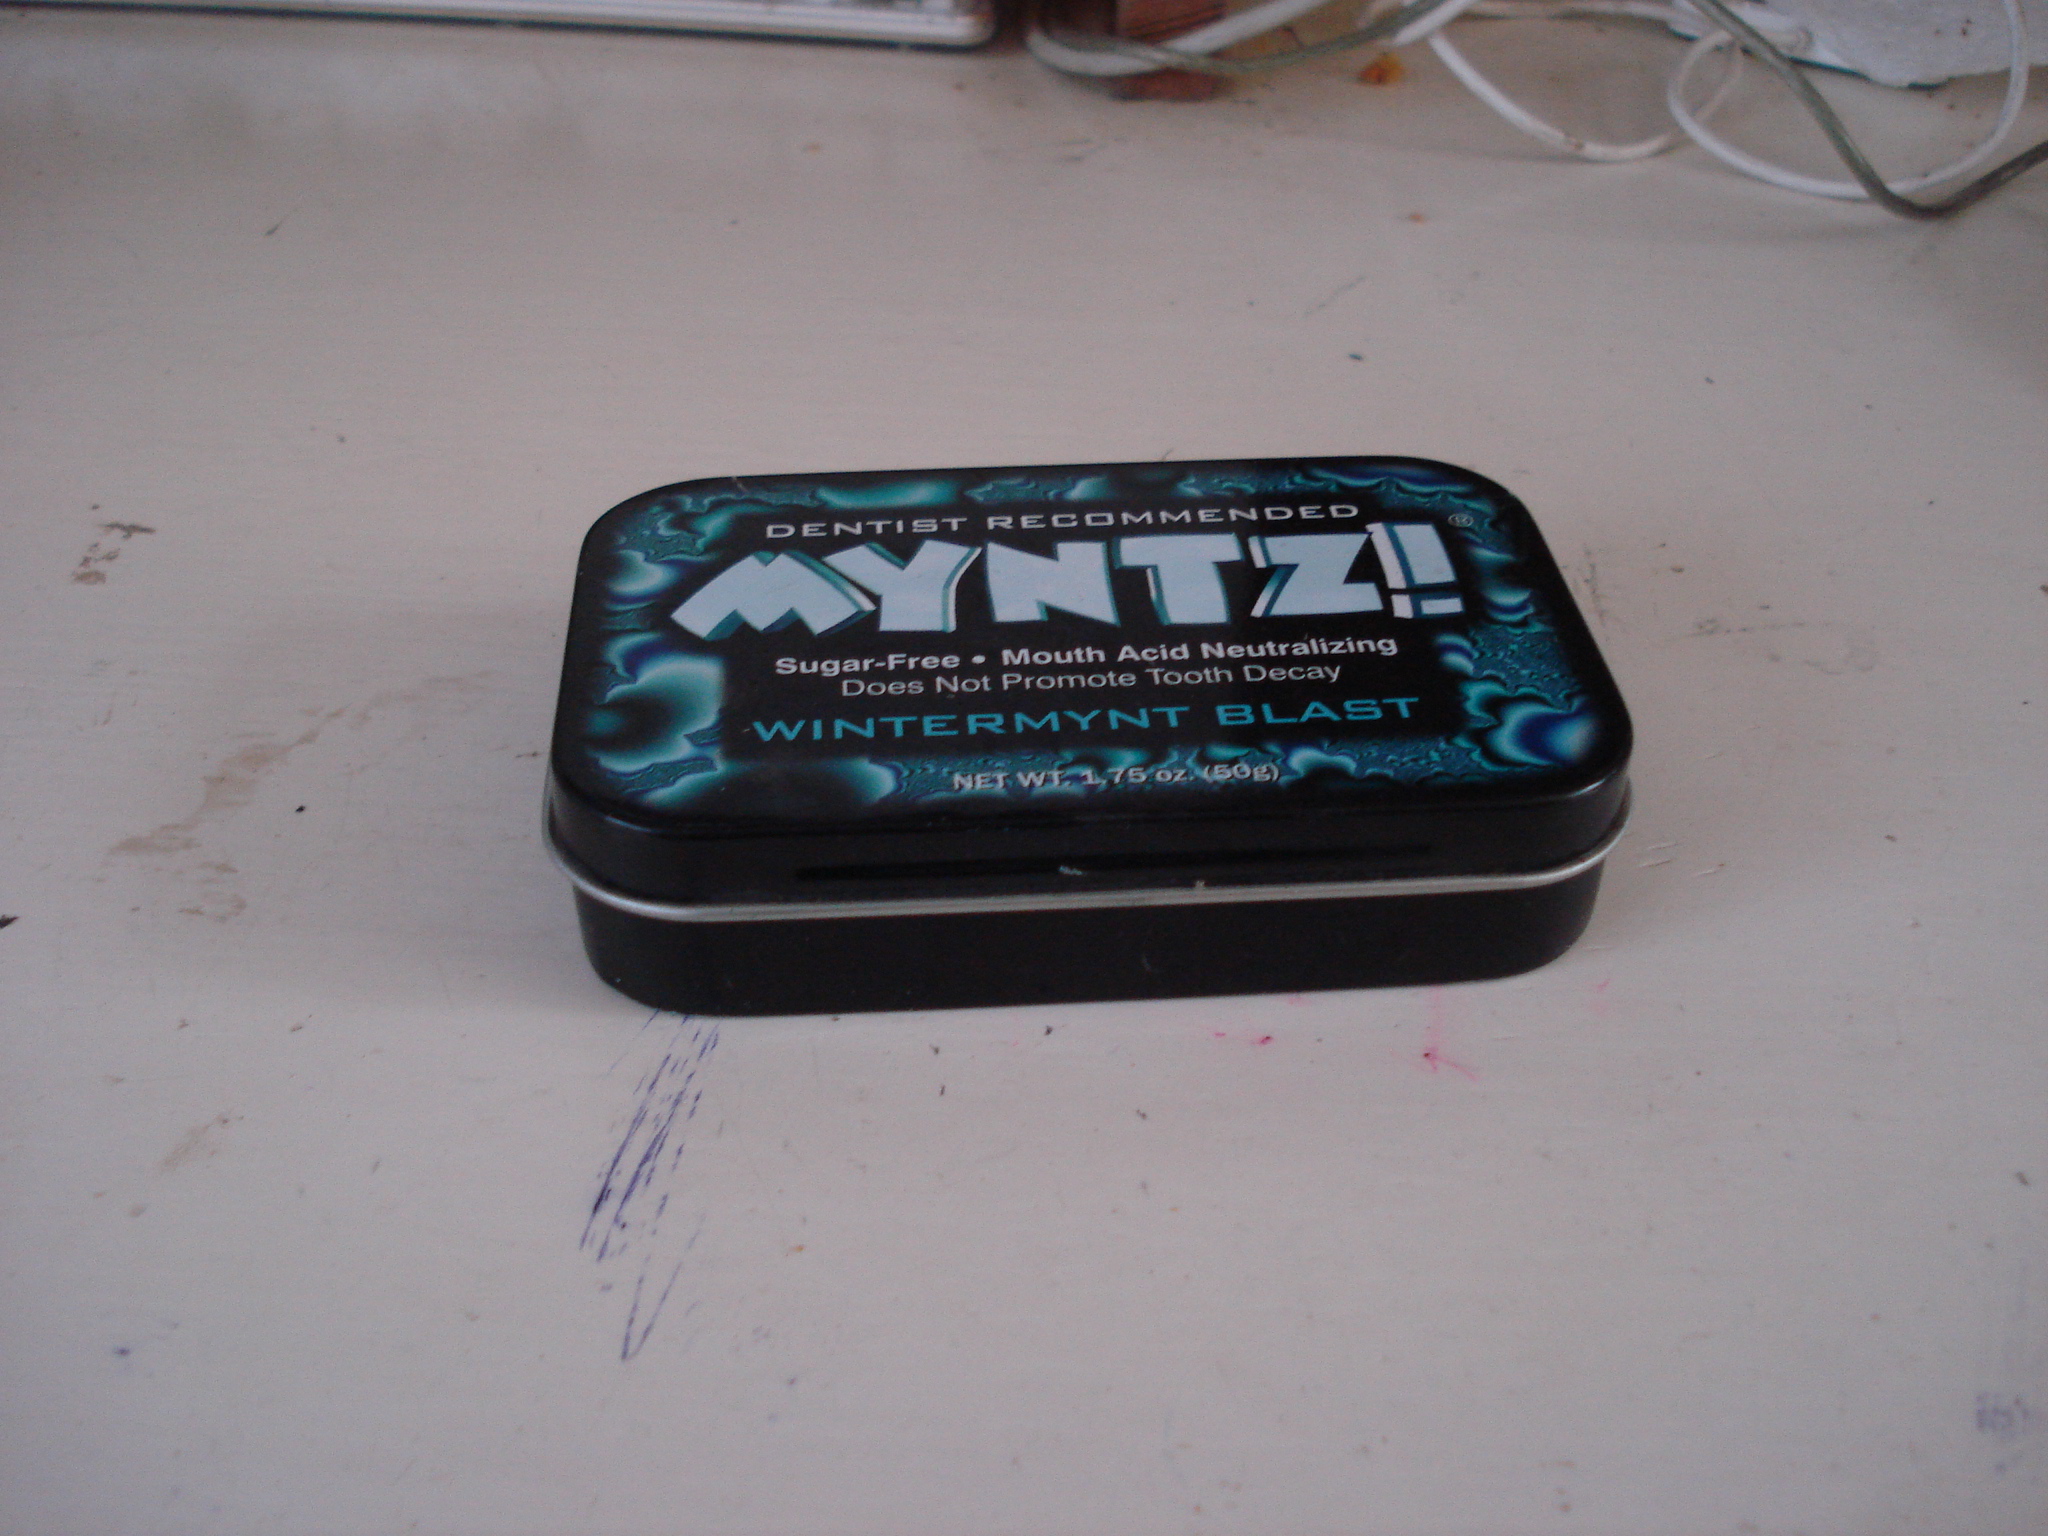 DENTIST RECOMMENDED
MYNTZ!®
Sugar-Free • Mouth Acid Neutralizing
Does Not Promote Tooth Decay
WINTERMYNT BLAST
NET WT. 1.75 oz. (50g)